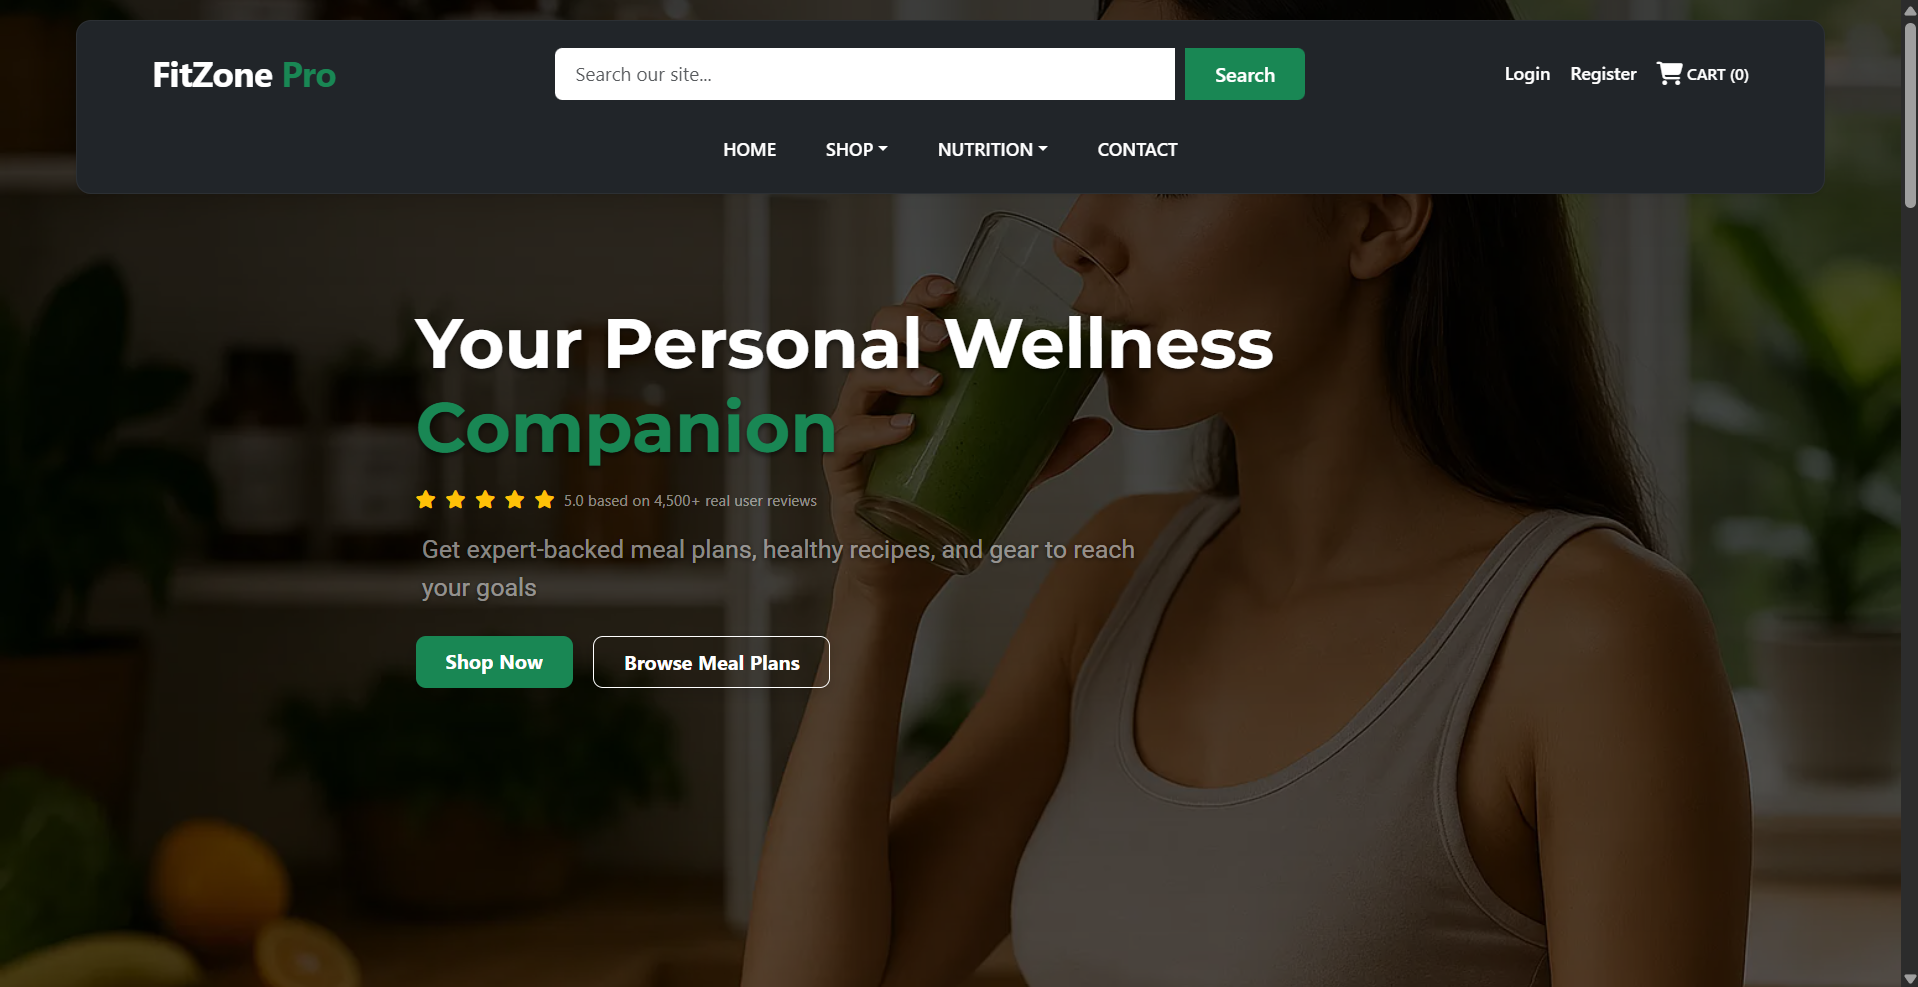 FitZone Pro
Search our site...
Search
Login
Register
CART (0)
HOME
SHOP
NUTRITION
CONTACT
Your Personal Wellness
Companion
5.0 based on 4,500+ real user reviews
Get expert-backed meal plans, healthy recipes, and gear to reach
your goals
Shop Now
Browse Meal Plans